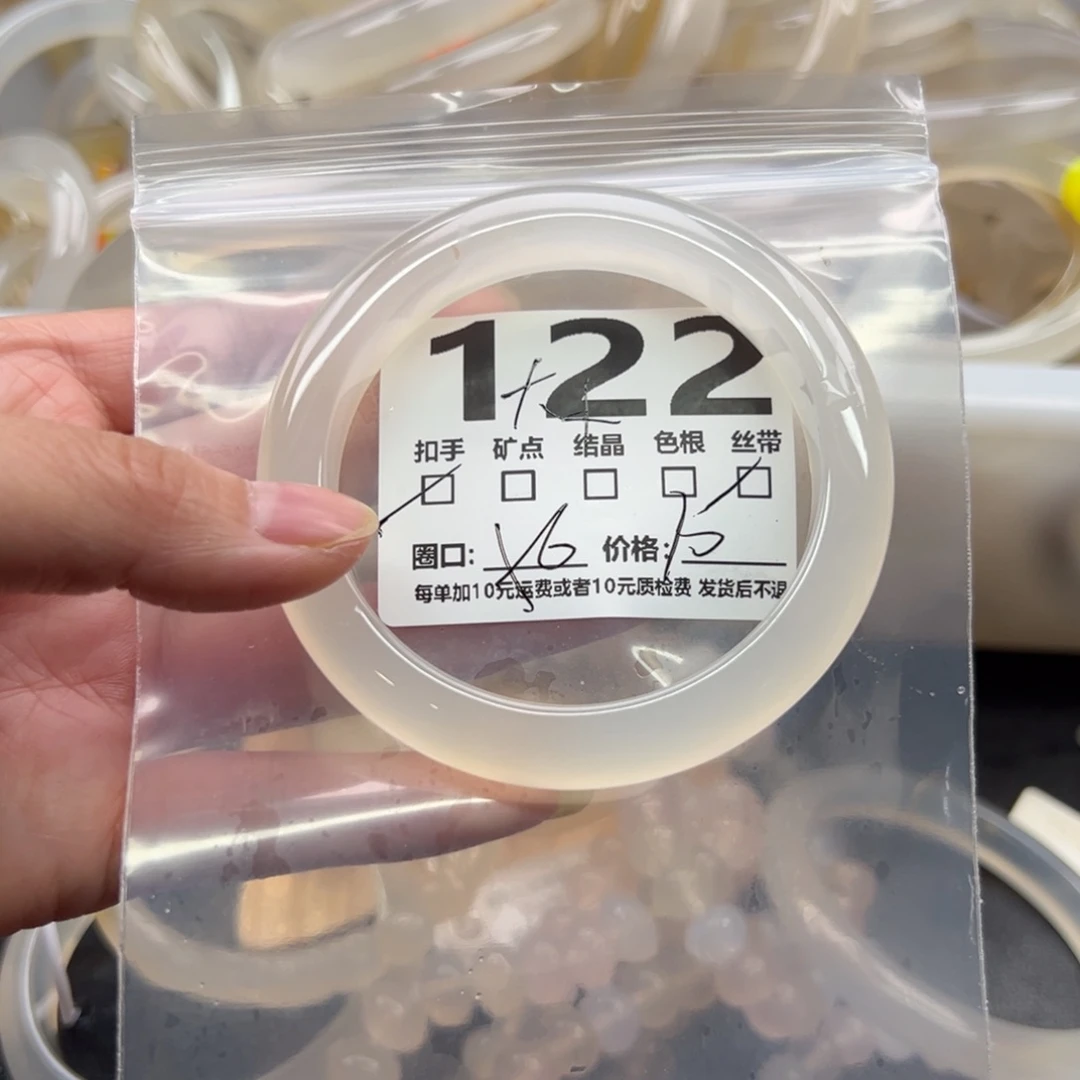 122
扣手 矿点 结晶 色根 丝带
圈口: 56 价格:
每单加10元运费或者10元质检费 发货后不退